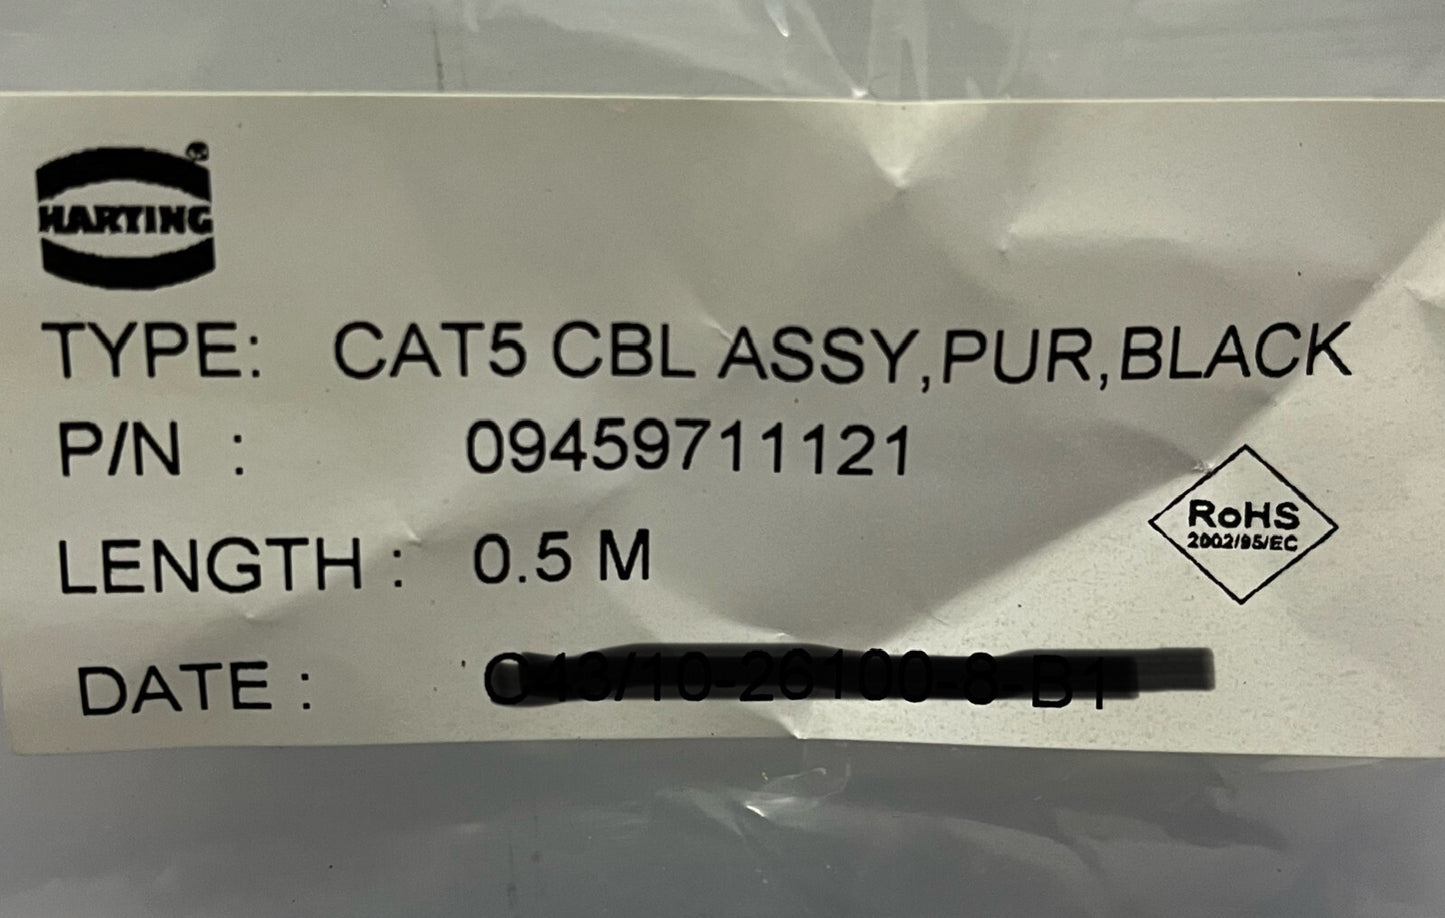 HARTING®
TYPE: CAT5 CBL ASSY,PUR,BLACK
P/N : 09459711121
LENGTH : 0.5 M
RoHS
2002/95/EC
DATE :